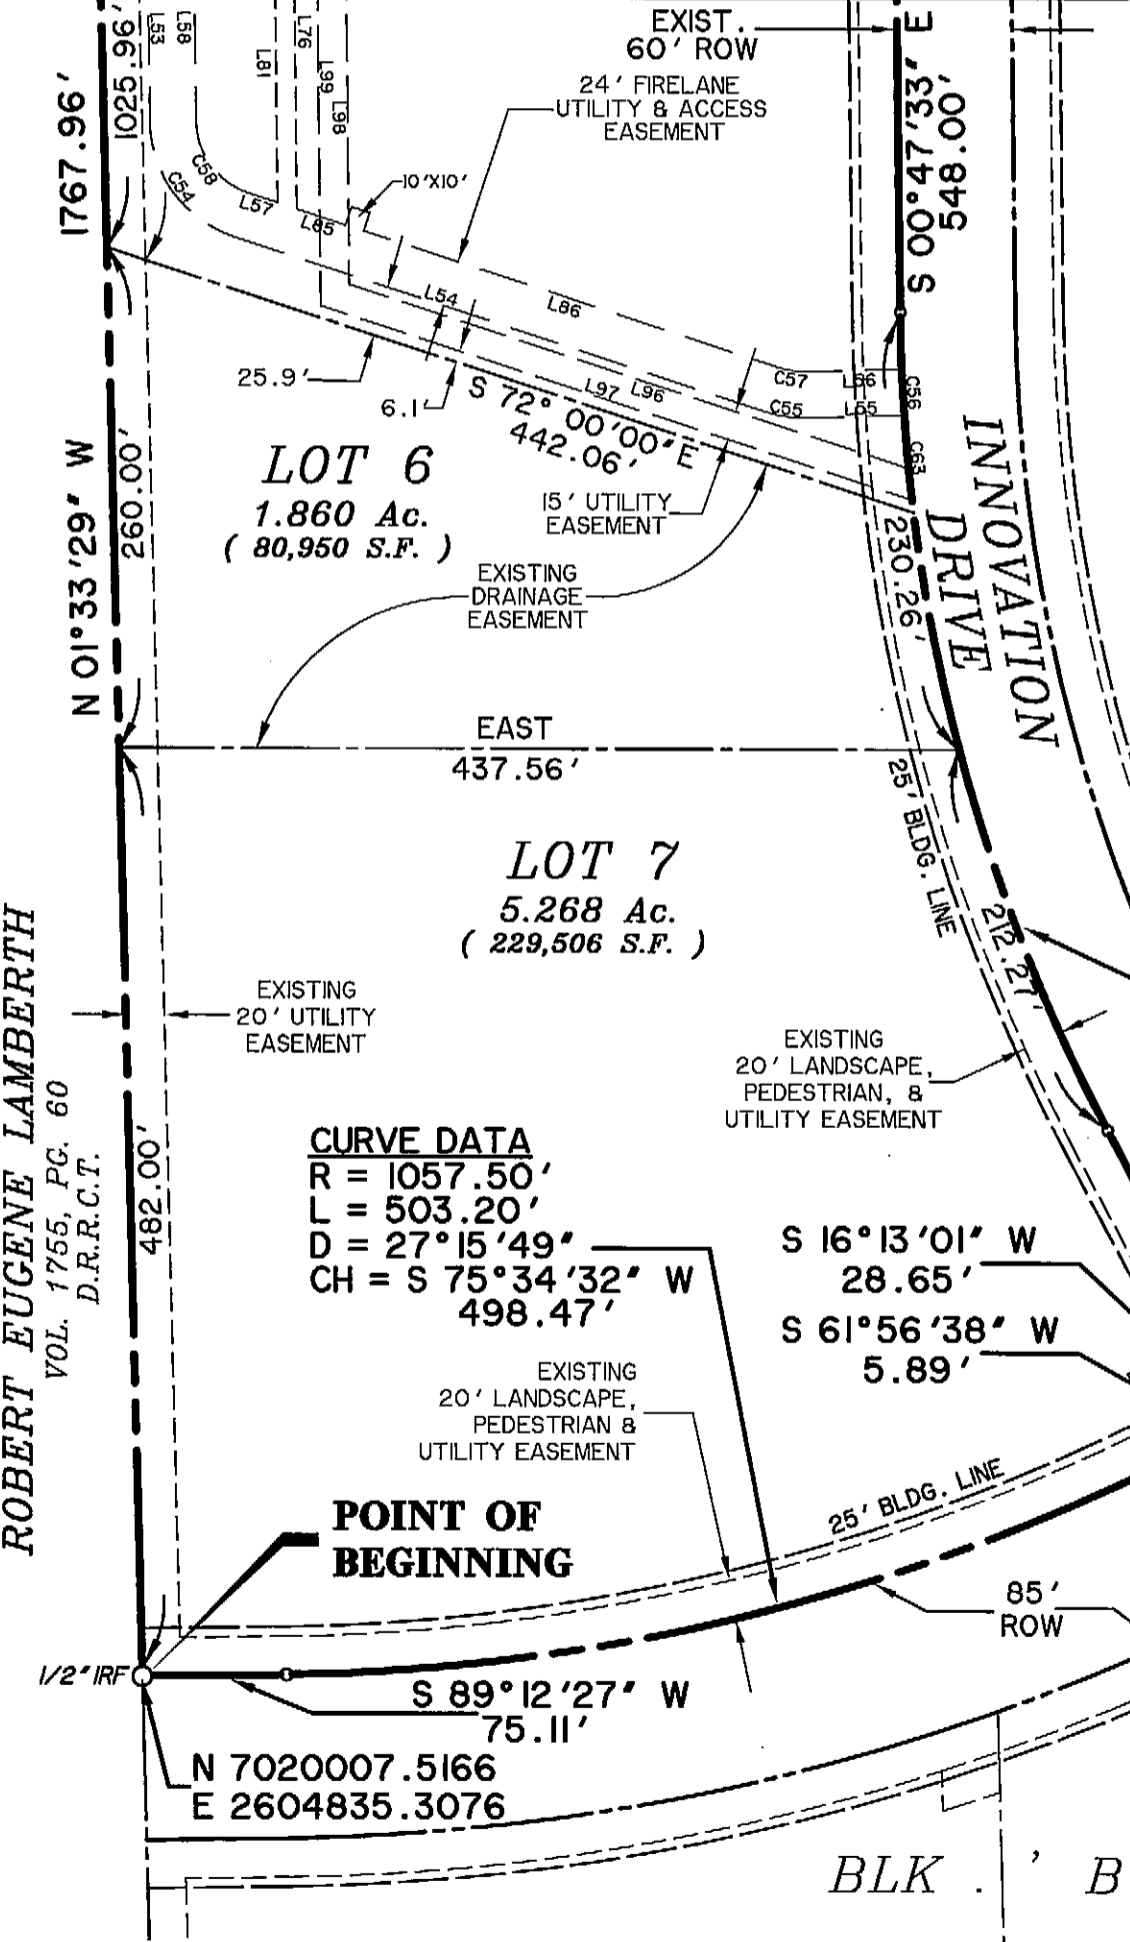 1025.96'
L53
L58
L81
L76
L99
L98
EXIST.
60' ROW
24' FIRELANE
UTILITY & ACCESS
EASEMENT
S 00°47'33" E
548.00'
1767.96'
C58
C54
L57
L85
10'X10'
L54
L86
25.9'
6.1'
L97
L96
C57
L56
C56
C55
L55
C63
S 72°00'00" E
442.06'
LOT 6
1.860 Ac.
( 80,950 S.F. )
15' UTILITY
EASEMENT
EXISTING
DRAINAGE
EASEMENT
N 01°33'29" W
260.00'
230.26'
INNOVATION
DRIVE
EAST
437.56'
25' BLDG. LINE
LOT 7
5.268 Ac.
( 229,506 S.F. )
212.27'
ROBERT EUGENE LAMBERTH
VOL. 1755, PG. 60
D.R.R.C.T.
EXISTING
20' UTILITY
EASEMENT
EXISTING
20' LANDSCAPE,
PEDESTRIAN, &
UTILITY EASEMENT
482.00'
CURVE DATA
R = 1057.50'
L = 503.20'
D = 27°15'49"
CH = S 75°34'32" W
498.47'
S 16°13'01" W
28.65'
S 61°56'38" W
5.89'
EXISTING
20' LANDSCAPE,
PEDESTRIAN &
UTILITY EASEMENT
25' BLDG. LINE
POINT OF
BEGINNING
85'
ROW
1/2" IRF
S 89°12'27" W
75.11'
N 7020007.5166
E 2604835.3076
BLK. ' B